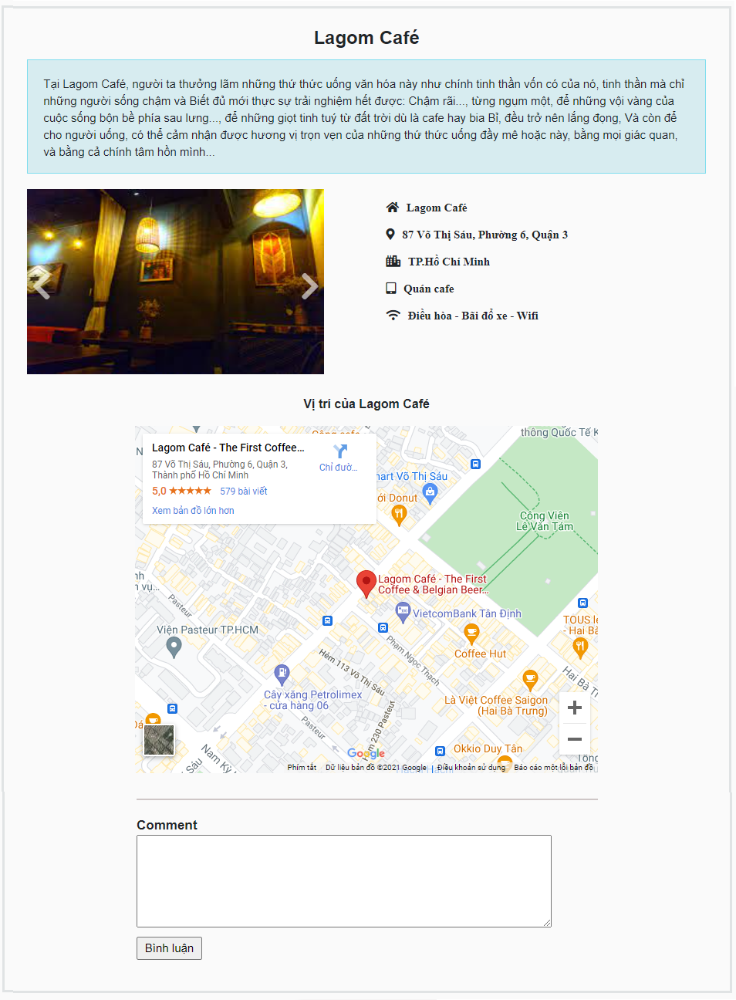 Lagom Café
Tại Lagom Café, người ta thưởng lãm những thứ thức uống văn hóa này như chính tinh thần vốn có của nó, tinh thần mà chỉ
những người sống chậm và Biết đủ mới thực sự trải nghiệm hết được: Chậm rãi..., từng ngụm một, để những vội vàng của
cuộc sống bộn bề phía sau lưng..., để những giọt tinh tuý từ đất trời dù là cafe hay bia Bỉ, đều trở nên lắng đọng, Và còn để
cho người uống, có thể cảm nhận được hương vị trọn vẹn của những thứ thức uống đầy mê hoặc này, bằng mọi giác quan,
và bằng cả chính tâm hồn mình...
Lagom Café
87 Võ Thị Sáu, Phường 6, Quận 3
TP.Hồ Chí Minh
Quán cafe
Điều hòa - Bãi đổ xe - Wifi
Vị trí của Lagom Café
thông Quốc Tế K
Lagom Café - The First Coffee...
87 Võ Thị Sáu, Phường 6, Quận 3,
Thành phố Hồ Chí Minh
5,0 ★★★★★ 579 bài viết
Xem bản đồ lớn hơn
Chỉ đườ...
mart Võ Thị Sáu
ới Donut
Công Viên
Lê Văn Tám
Lagom Café - The First
Coffee & Belgian Beer...
nh
n vụ...
Pasteur
VietcomBank Tân Định
TOUS le
- Hai Bà
Viện Pasteur TP.HCM
Phạm Ngọc Thạch
Coffee Hut
Hẻm 113 Võ Thị Sáu
Hai Bà Tr
Cây xăng Petrolimex
- cửa hàng 06
Là Việt Coffee Saigon
(Hai Bà Trưng)
Pasteur
m 230 Pasteur
Đá
Nam Kỳ
Sáu
Okkio Duy Tân
Tổng
Google
Phím tắt
Dữ liệu bản đồ ©2021 Google
Điều khoản sử dụng
Báo cáo một lỗi bản đồ
Comment
Bình luận